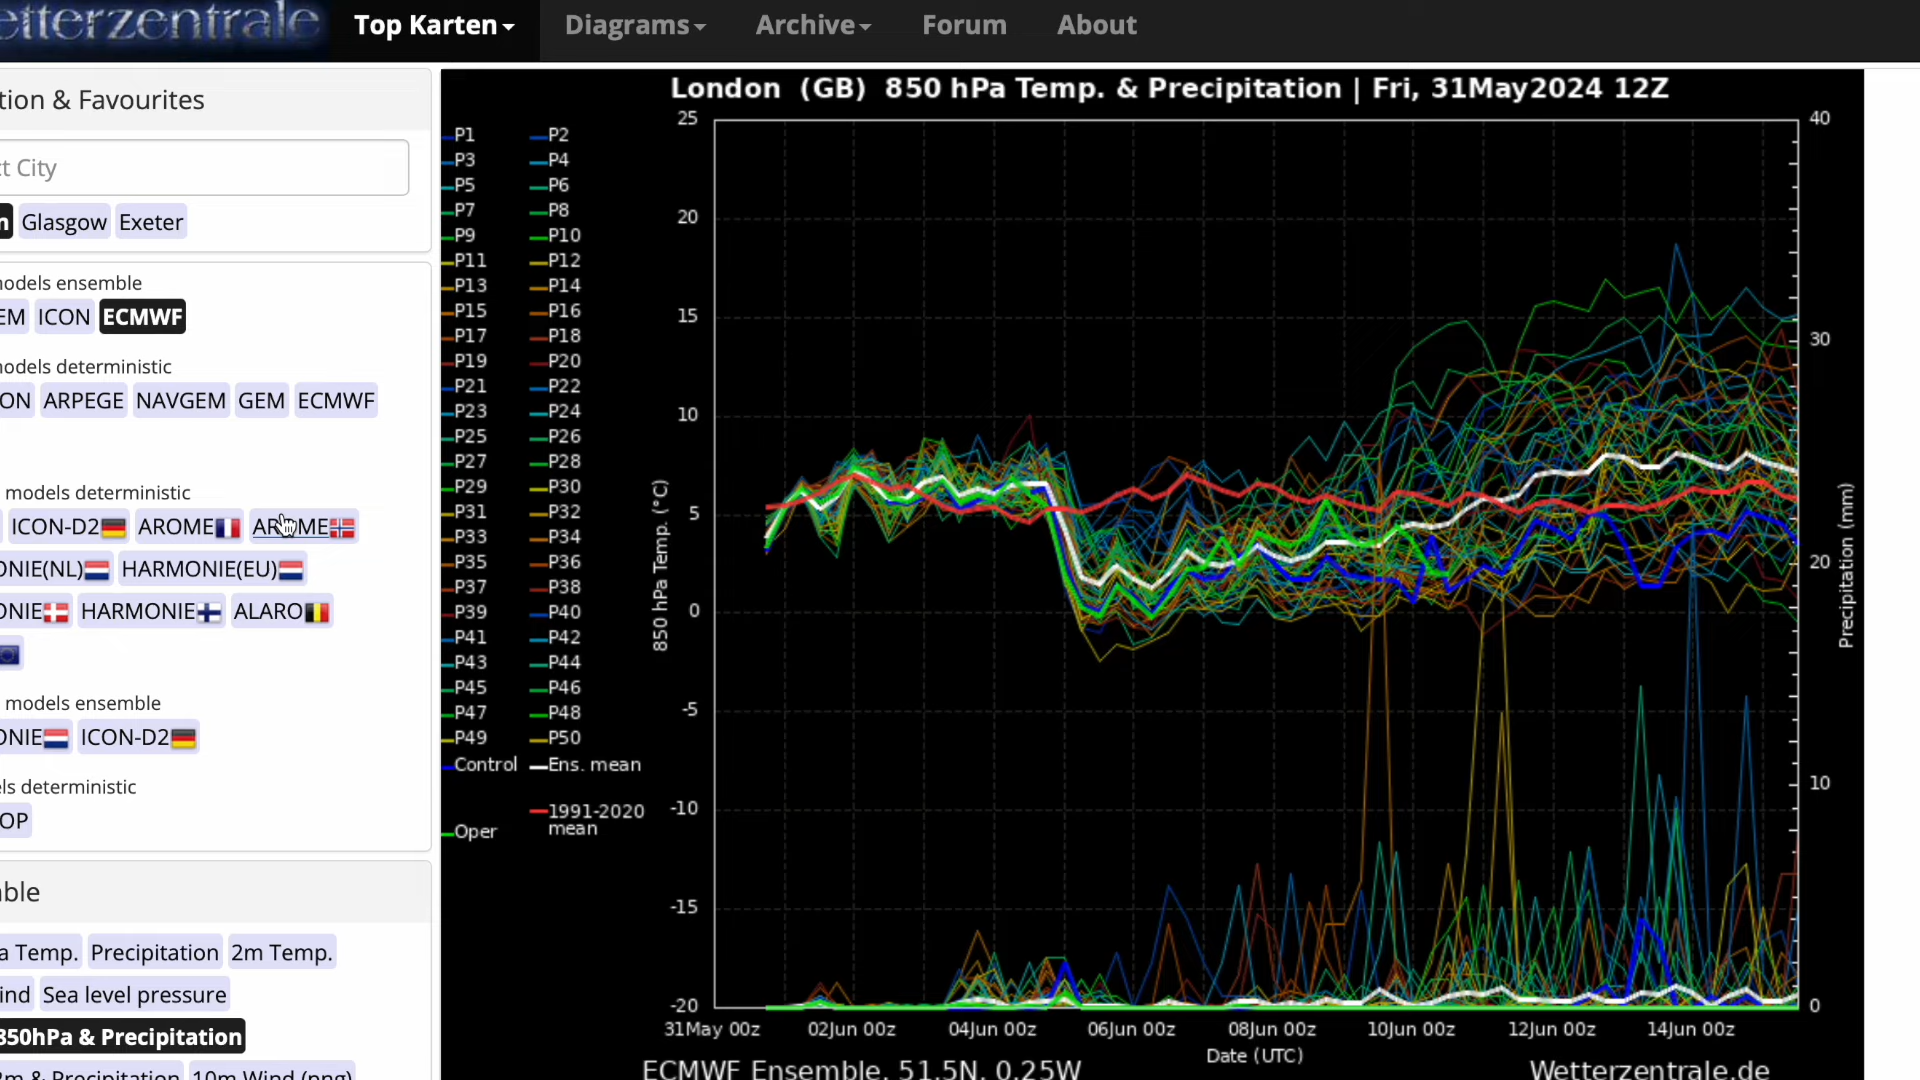 etterzentrale
Top Karten
Diagrams
Archive
Forum
About
tion & Favourites
ct City
n Glasgow Exeter
models ensemble
EM ICON ECMWF
models deterministic
ON ARPEGE NAVGEM GEM ECMWF
models deterministic
ICON-D2 AROME AROME
ONIE(NL) HARMONIE(EU)
ONIE HARMONIE ALARO
models ensemble
ONIE ICON-D2
els deterministic
OP
ble
a Temp. Precipitation 2m Temp.
ind Sea level pressure
850hPa & Precipitation
2m & Precipitation 10m Wind (png)
London (GB) 850 hPa Temp. & Precipitation | Fri, 31May2024 12Z
P1 P2
P3 P4
P5 P6
P7 P8
P9 P10
P11 P12
P13 P14
P15 P16
P17 P18
P19 P20
P21 P22
P23 P24
P25 P26
P27 P28
P29 P30
P31 P32
P33 P34
P35 P36
P37 P38
P39 P40
P41 P42
P43 P44
P45 P46
P47 P48
P49 P50
Control Ens. mean
1991-2020
mean
Oper
850 hPa Temp. (°C)
25
20
15
10
5
0
-5
-10
-15
-20
40
30
20
10
0
Precipitation (mm)
31May 00z 02Jun 00z 04Jun 00z 06Jun 00z 08Jun 00z 10Jun 00z 12Jun 00z 14Jun 00z
Date (UTC)
ECMWF Ensemble, 51.5N, 0.25W
Wetterzentrale.de